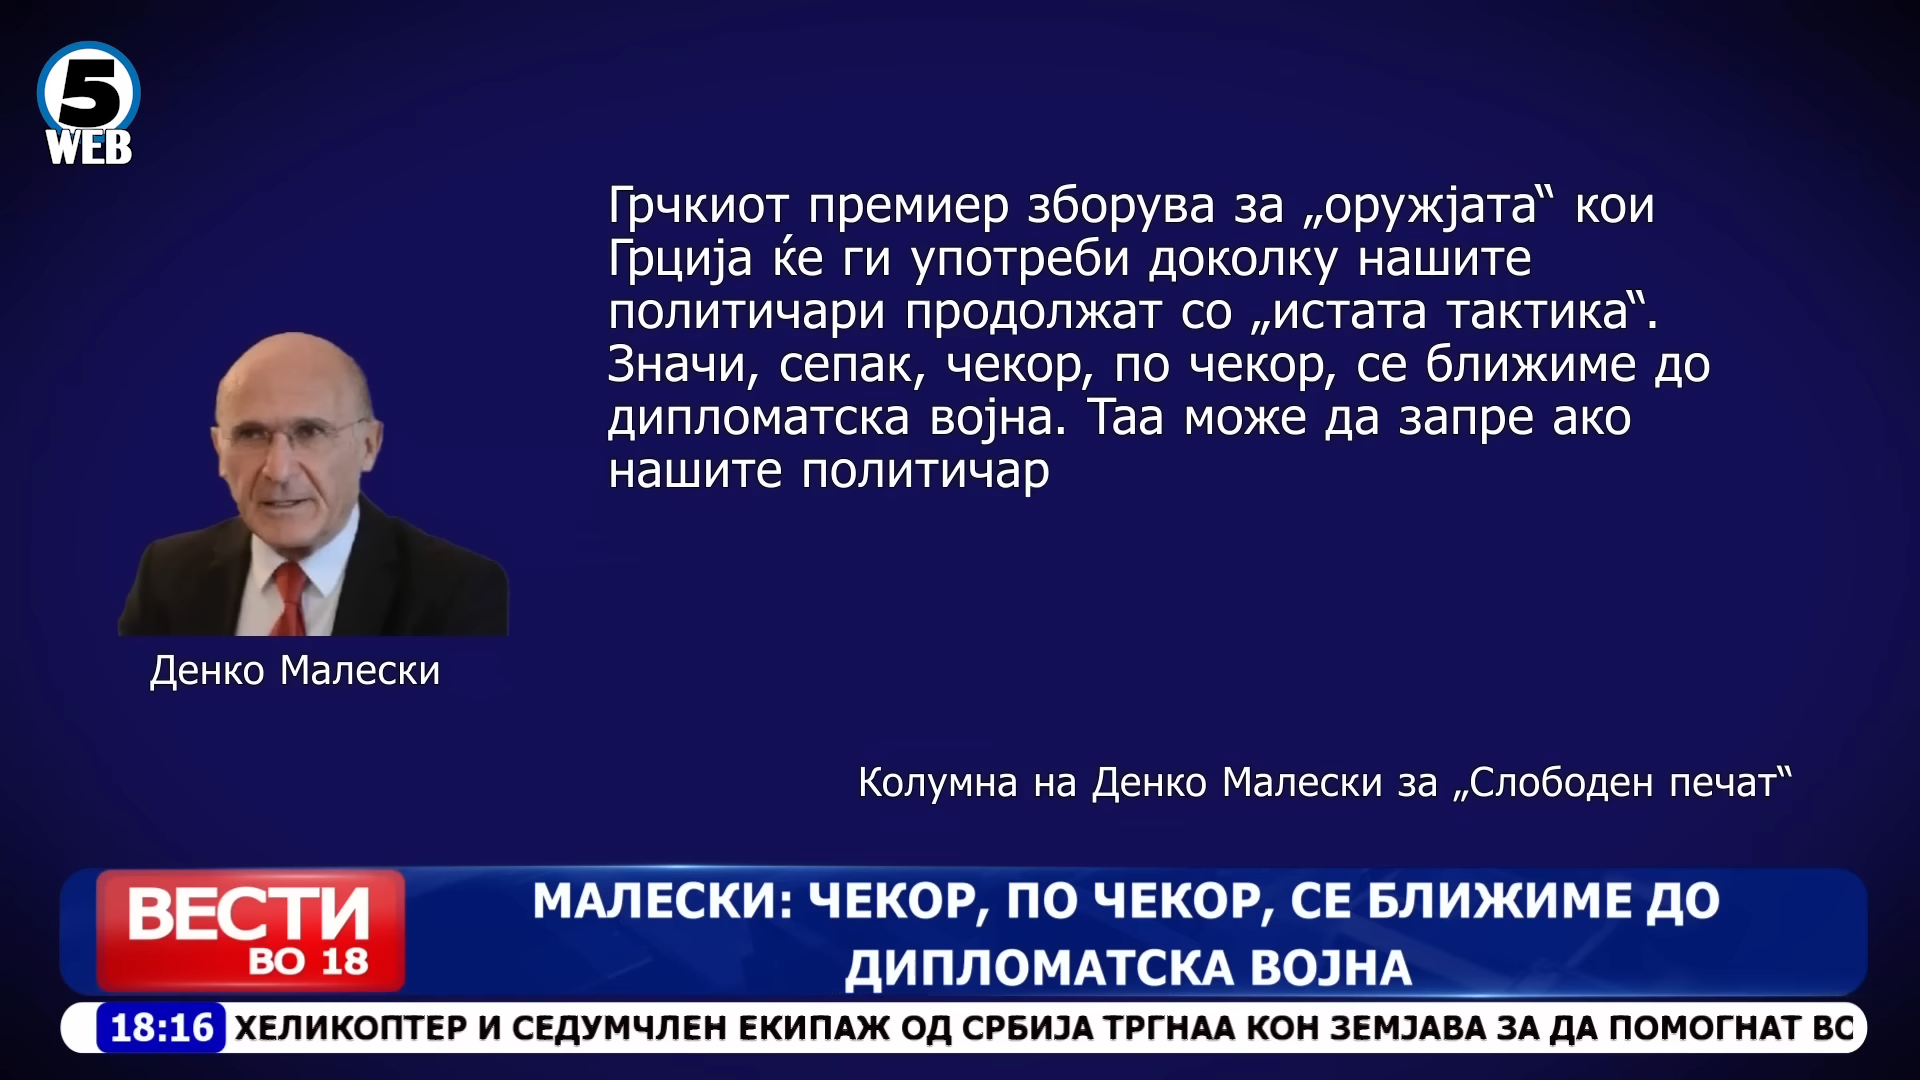 5
WEB
Грчкиот премиер зборува за „оружјата“ кои
Грција ќе ги употреби доколку нашите
политичари продолжат со „истата тактика“.
Значи, сепак, чекор, по чекор, се ближиме до
дипломатска војна. Таа може да запре ако
нашите политичар
Денко Малески
Колумна на Денко Малески за „Слободен печат“
ВЕСТИ
ВО 18
МАЛЕСКИ: ЧЕКОР, ПО ЧЕКОР, СЕ БЛИЖИМЕ ДО
ДИПЛОМАТСКА ВОЈНА
18:16 ХЕЛИКОПТЕР И СЕДУМЧЛЕН ЕКИПАЖ ОД СРБИЈА ТРГНАА КОН ЗЕМЈАВА ЗА ДА ПОМОГНАТ ВО